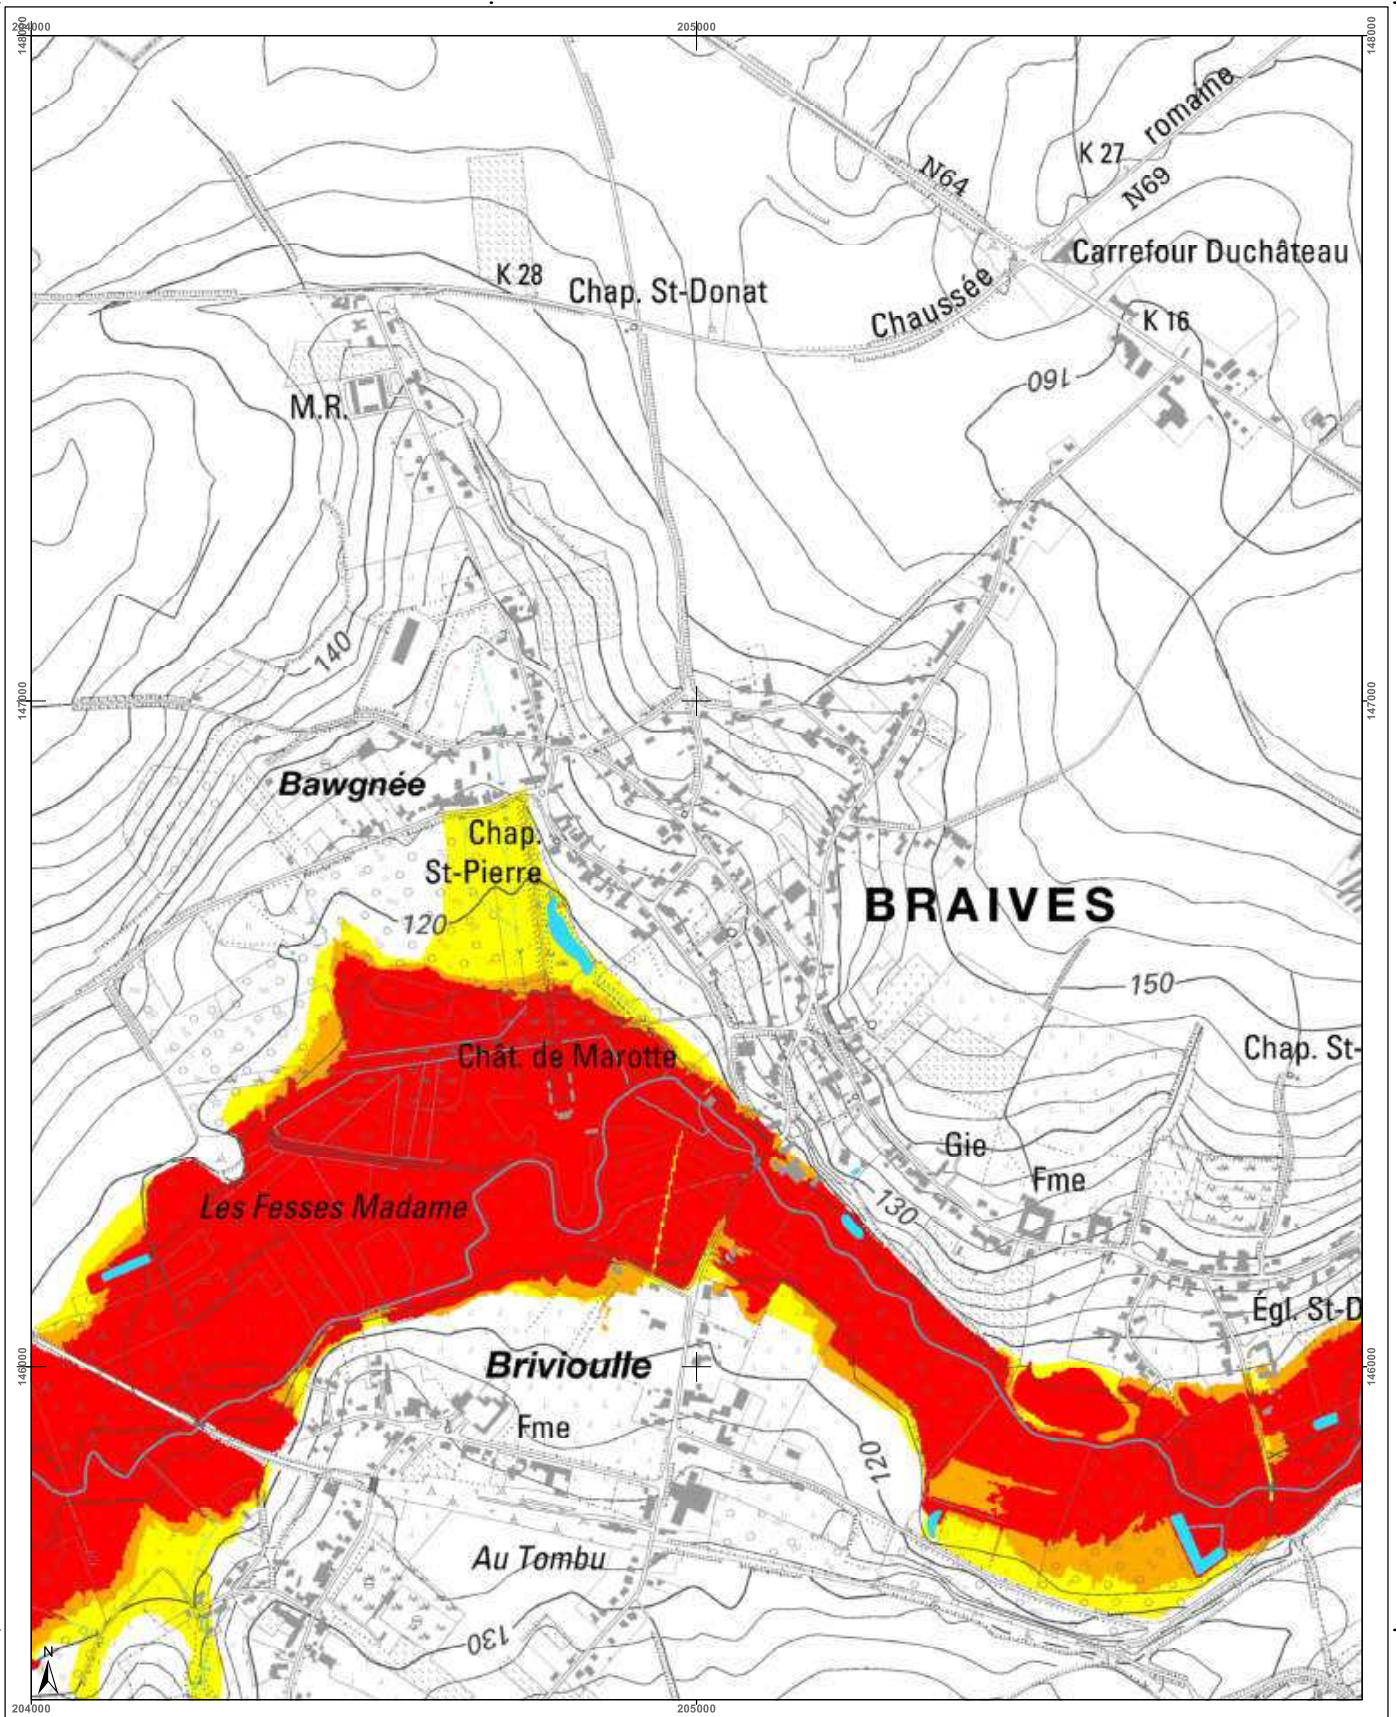 204000
205000
148000
148000
romaine
K 27
N64
N69
Carrefour Duchâteau
K 28
Chap. St-Donat
Chaussée
K 16
160
M.R.
140
147000
147000
Bawgnée
Chap.
St-Pierre
BRAIVES
120
150
Chât. de Marotte
Chap. St-
Gie
Fme
Les Fesses Madame
130
Égl. St-D
146000
146000
Brivioulle
Fme
120
Au Tombu
130
N
204000
205000